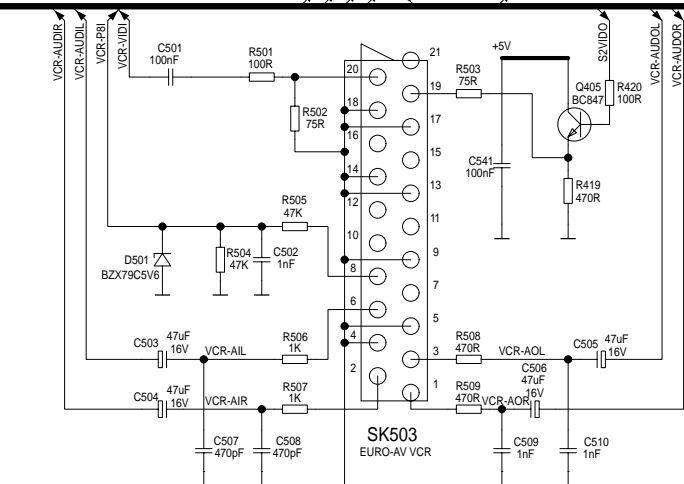 VCR-AUDIR
VCR-AUDIL
VCR-P8I
VCR-VIDI
S2VIDO
VCR-AUDOL
VCR-AUDOR
C501
100nF
R501
100R
R502
75R
20
18
16
14
12
10
8
6
4
2
21
19
17
15
13
11
9
7
5
3
1
R503
75R
+5V
Q405
BC847
R420
100R
C541
100nF
R419
470R
R505
47K
D501
BZX79C5V6
R504
47K
C502
1nF
C503
47uF
16V
VCR-AIL
R506
1K
C504
47uF
16V
VCR-AIR
R507
1K
R508
470R
VCR-AOL
C505
47uF
16V
R509
470R
VCR-AOR
C506
47uF
16V
C507
470pF
C508
470pF
SK503
EURO-AV VCR
C509
1nF
C510
1nF